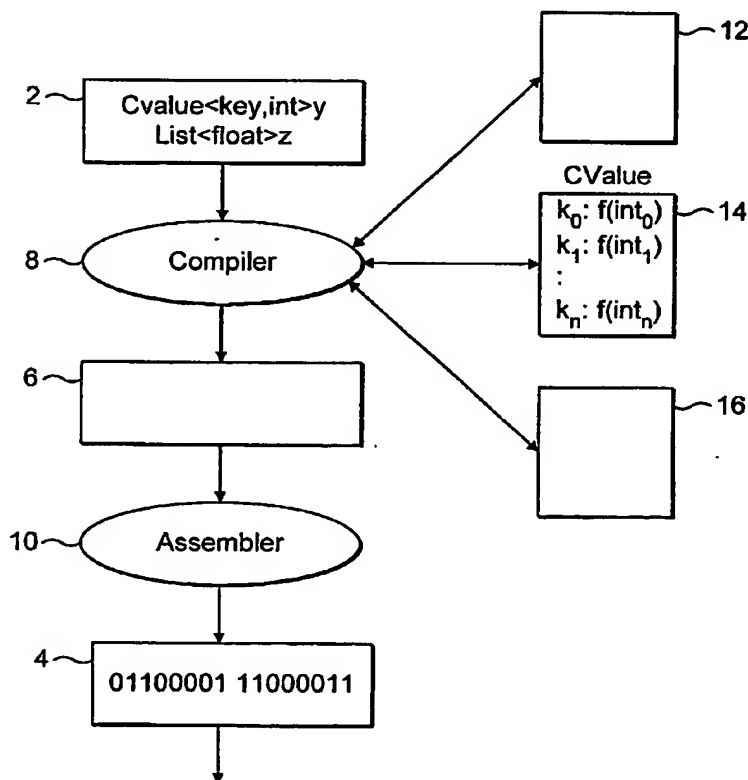 12
2
Cvalue<key,int>y
List<float>z
CValue
k0: f(int0)
k1: f(int1)
:
kn: f(intn)
14
8
Compiler
6
16
10
Assembler
4
01100001 11000011